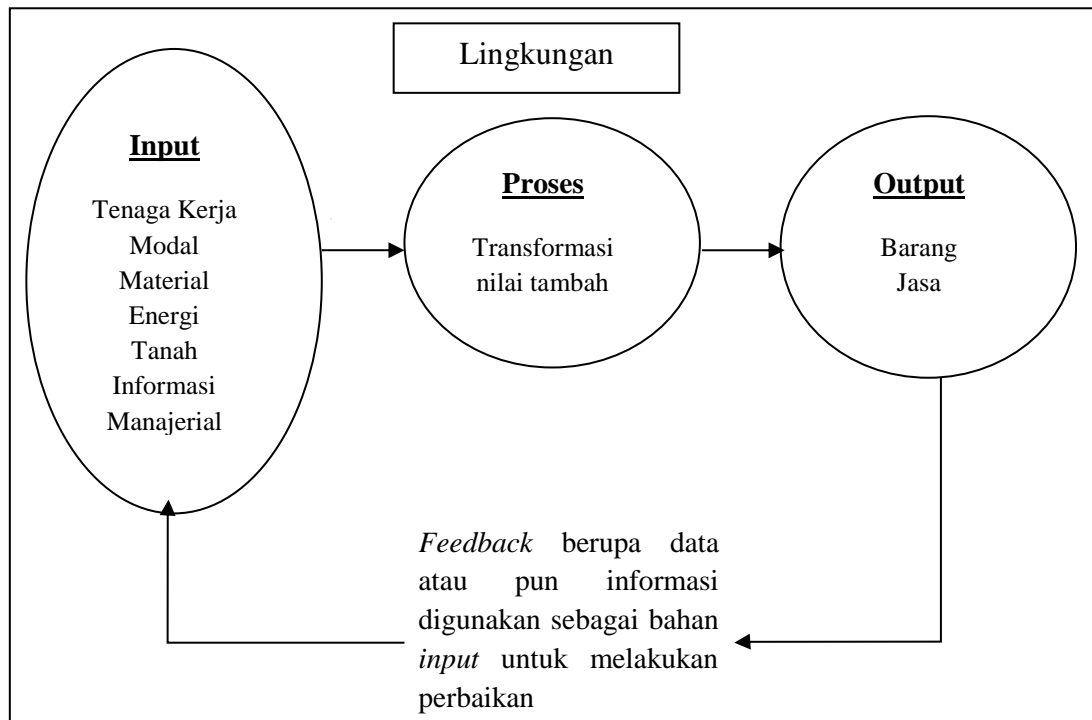 Lingkungan
Input
Tenaga Kerja
Modal
Material
Energi
Tanah
Informasi
Manajerial
Proses
Transformasi
nilai tambah
Output
Barang
Jasa
Feedback berupa data
atau pun informasi
digunakan sebagai bahan
input untuk melakukan
perbaikan